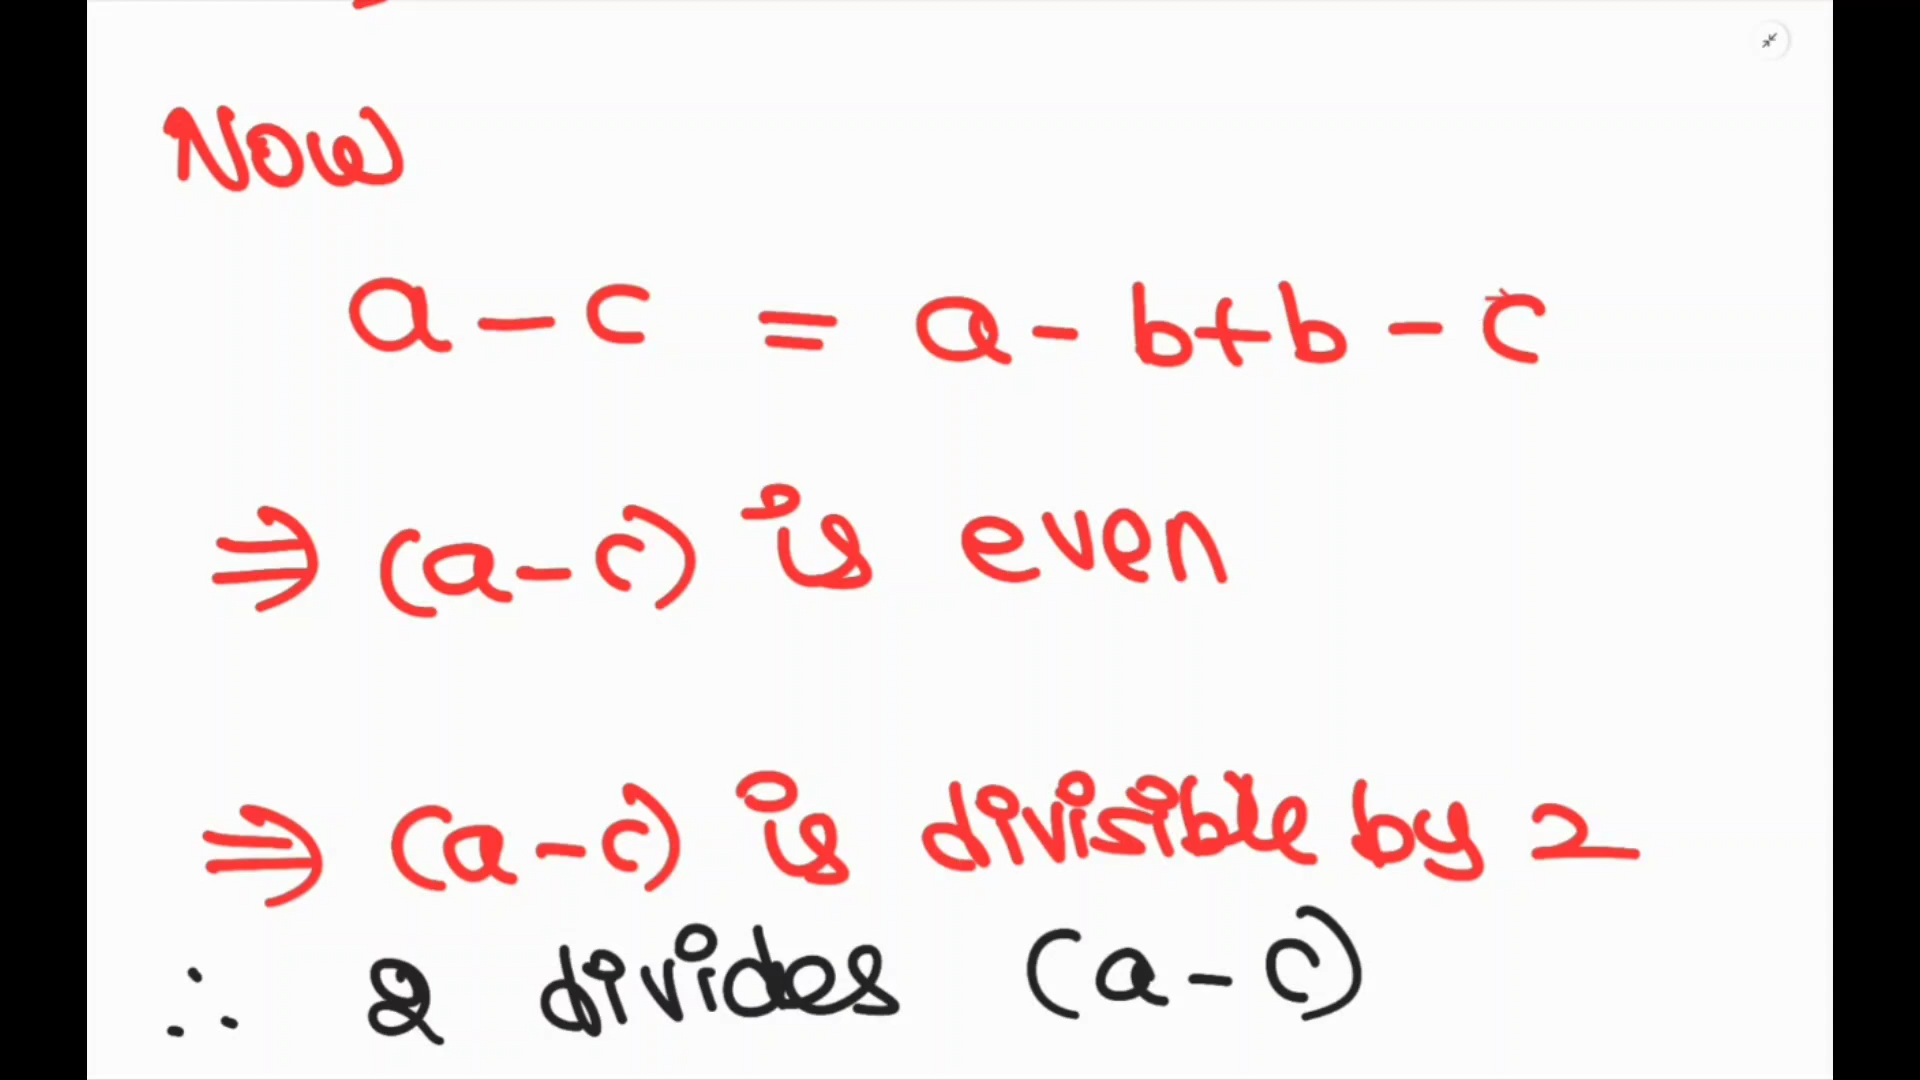 Now
a - c = a - b + b - c
⇒ (a - c) is even
⇒ (a - c) is divisible by 2
∴ 2 divides (a - c)